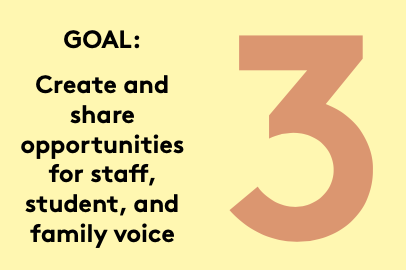 GOAL:
Create and
share
opportunities
for staff,
student, and
family voice
3